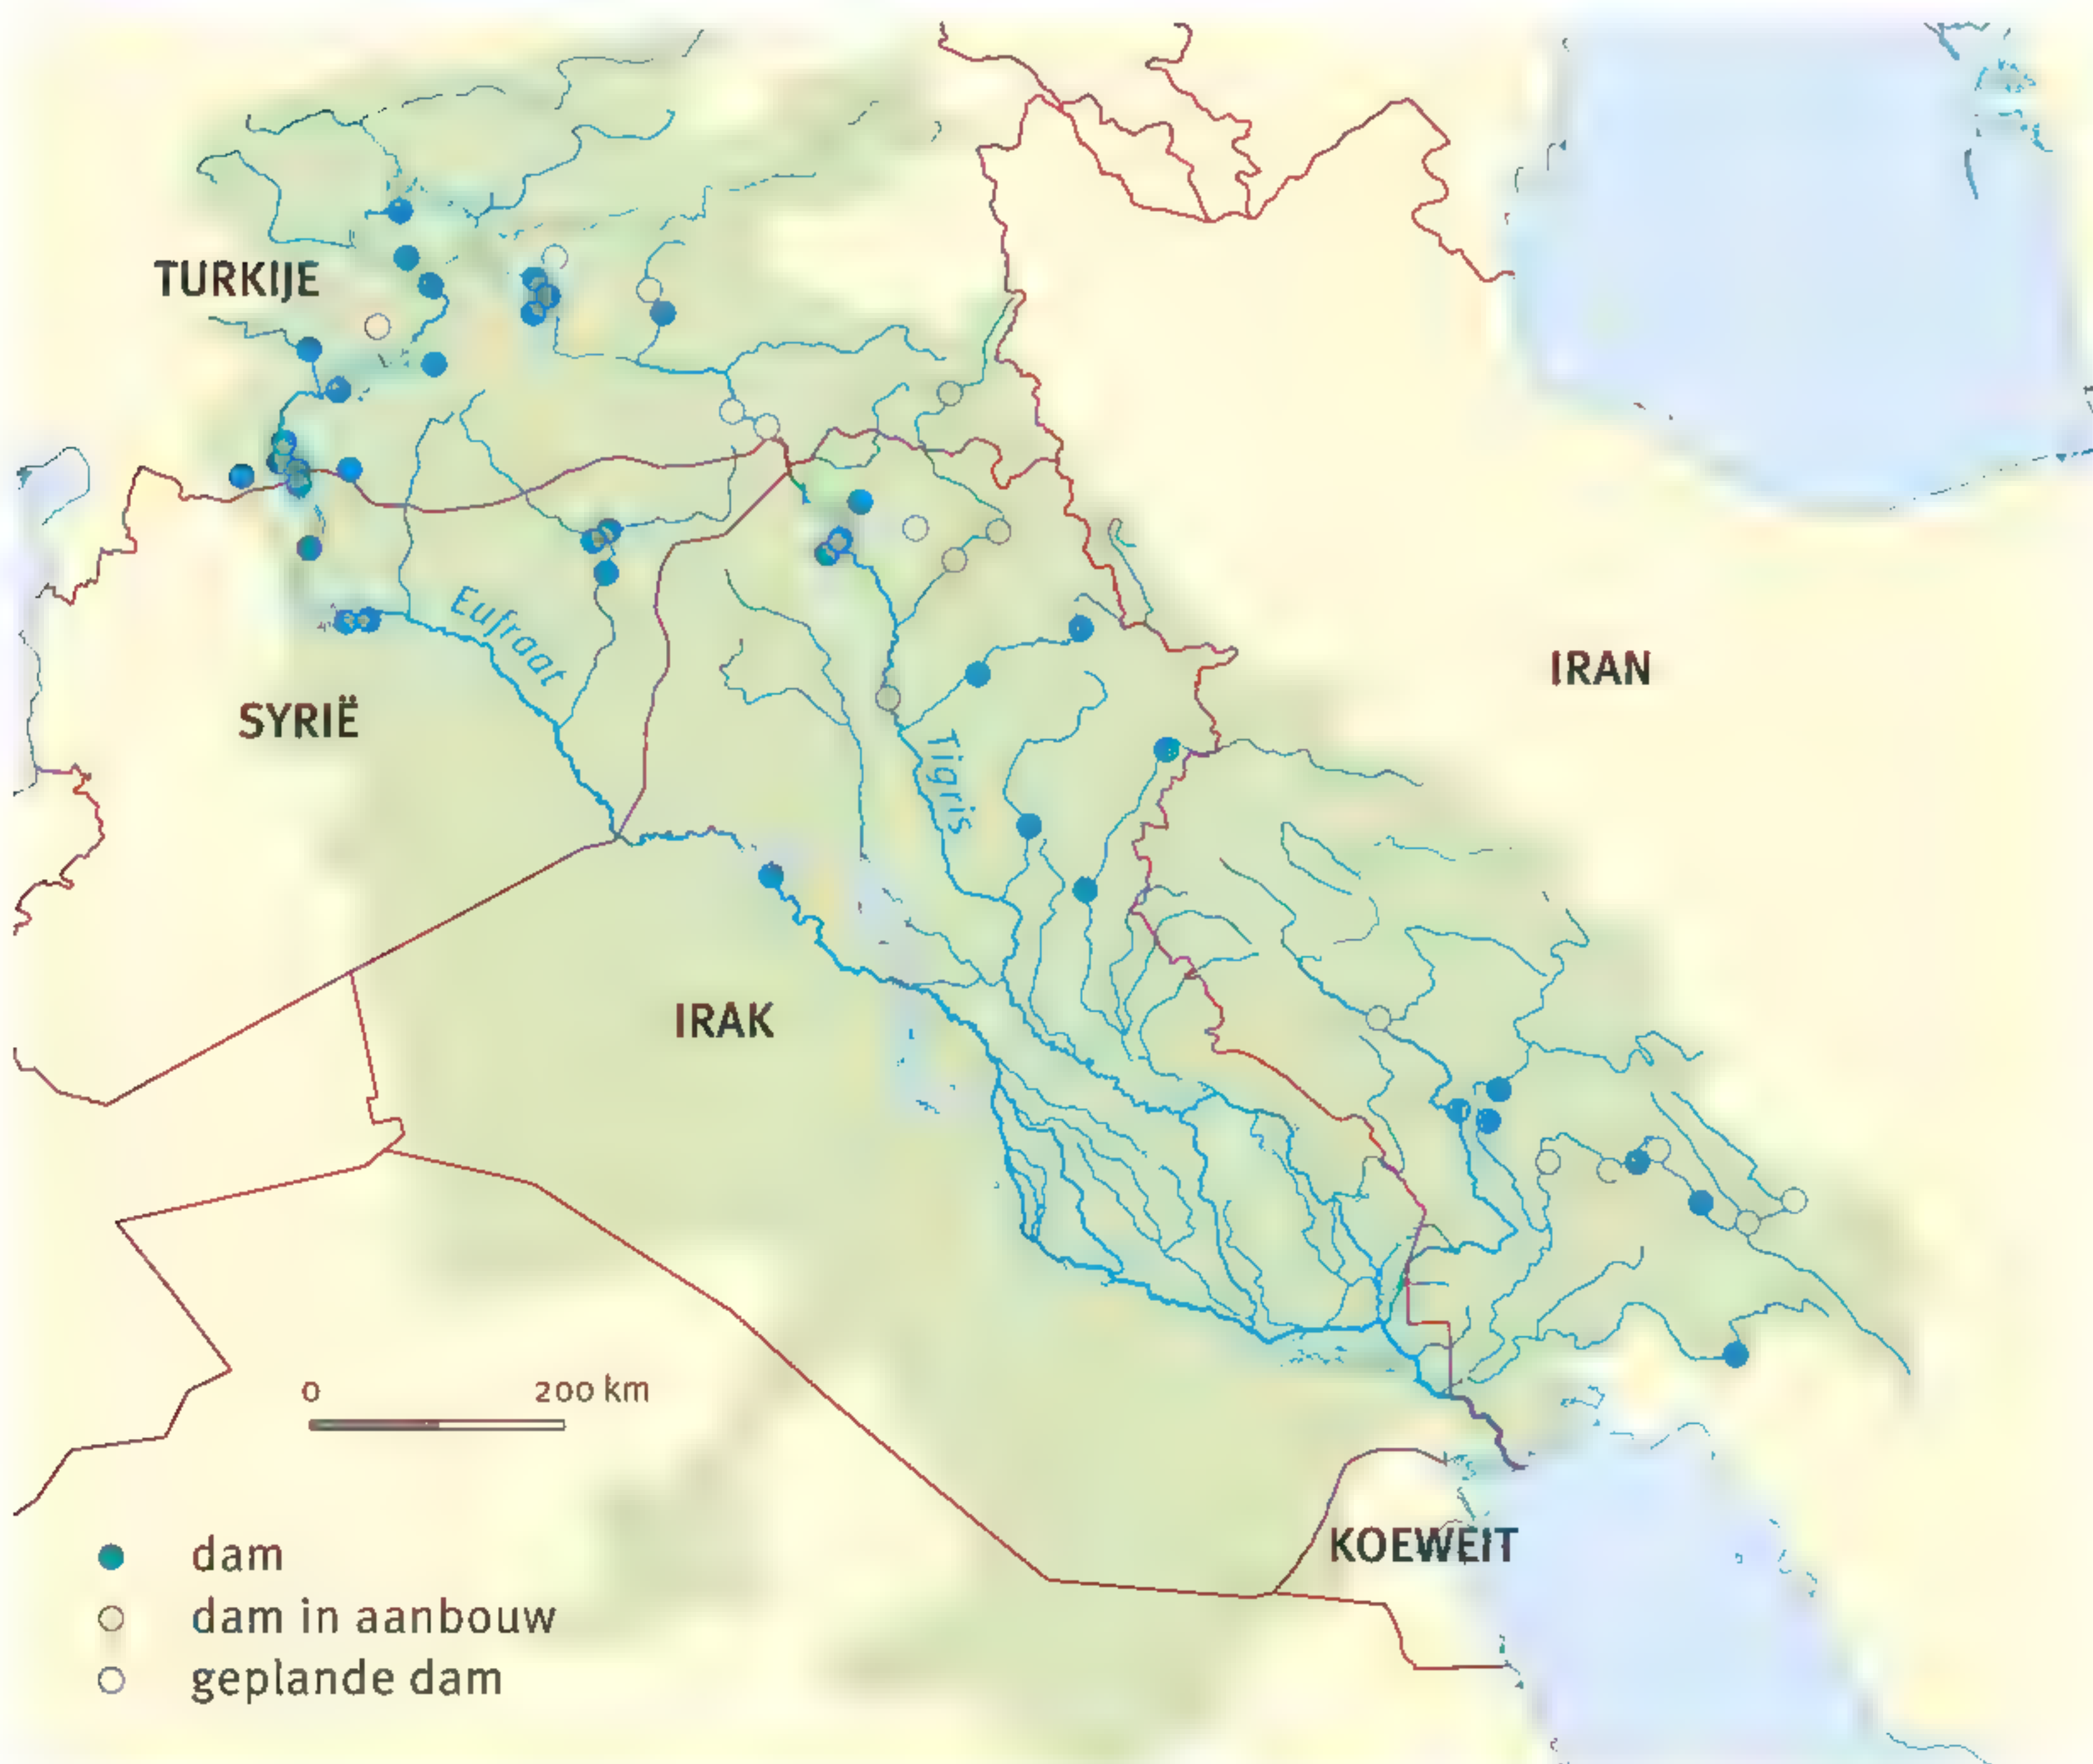 TURKIJE
Eufraat
SYRIË
IRAN
Tigris
IRAK
0 200 km
KOEWEIT
dam
dam in aanbouw
geplande dam